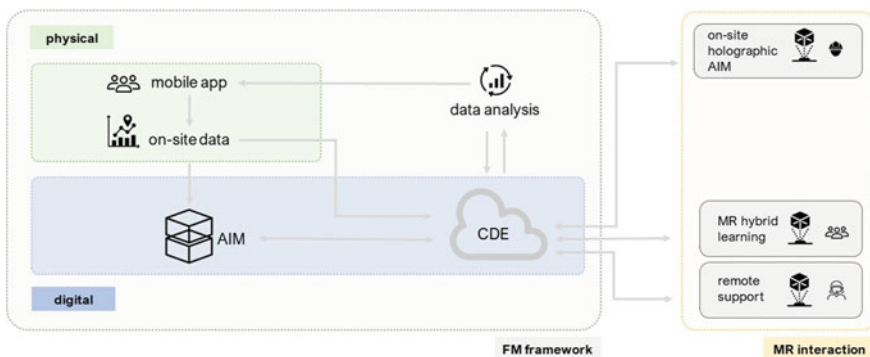 physical
mobile app
on-site data
data analysis
AIM
CDE
digital
FM framework
on-site
holographic
AIM
MR hybrid
learning
remote
support
MR interaction